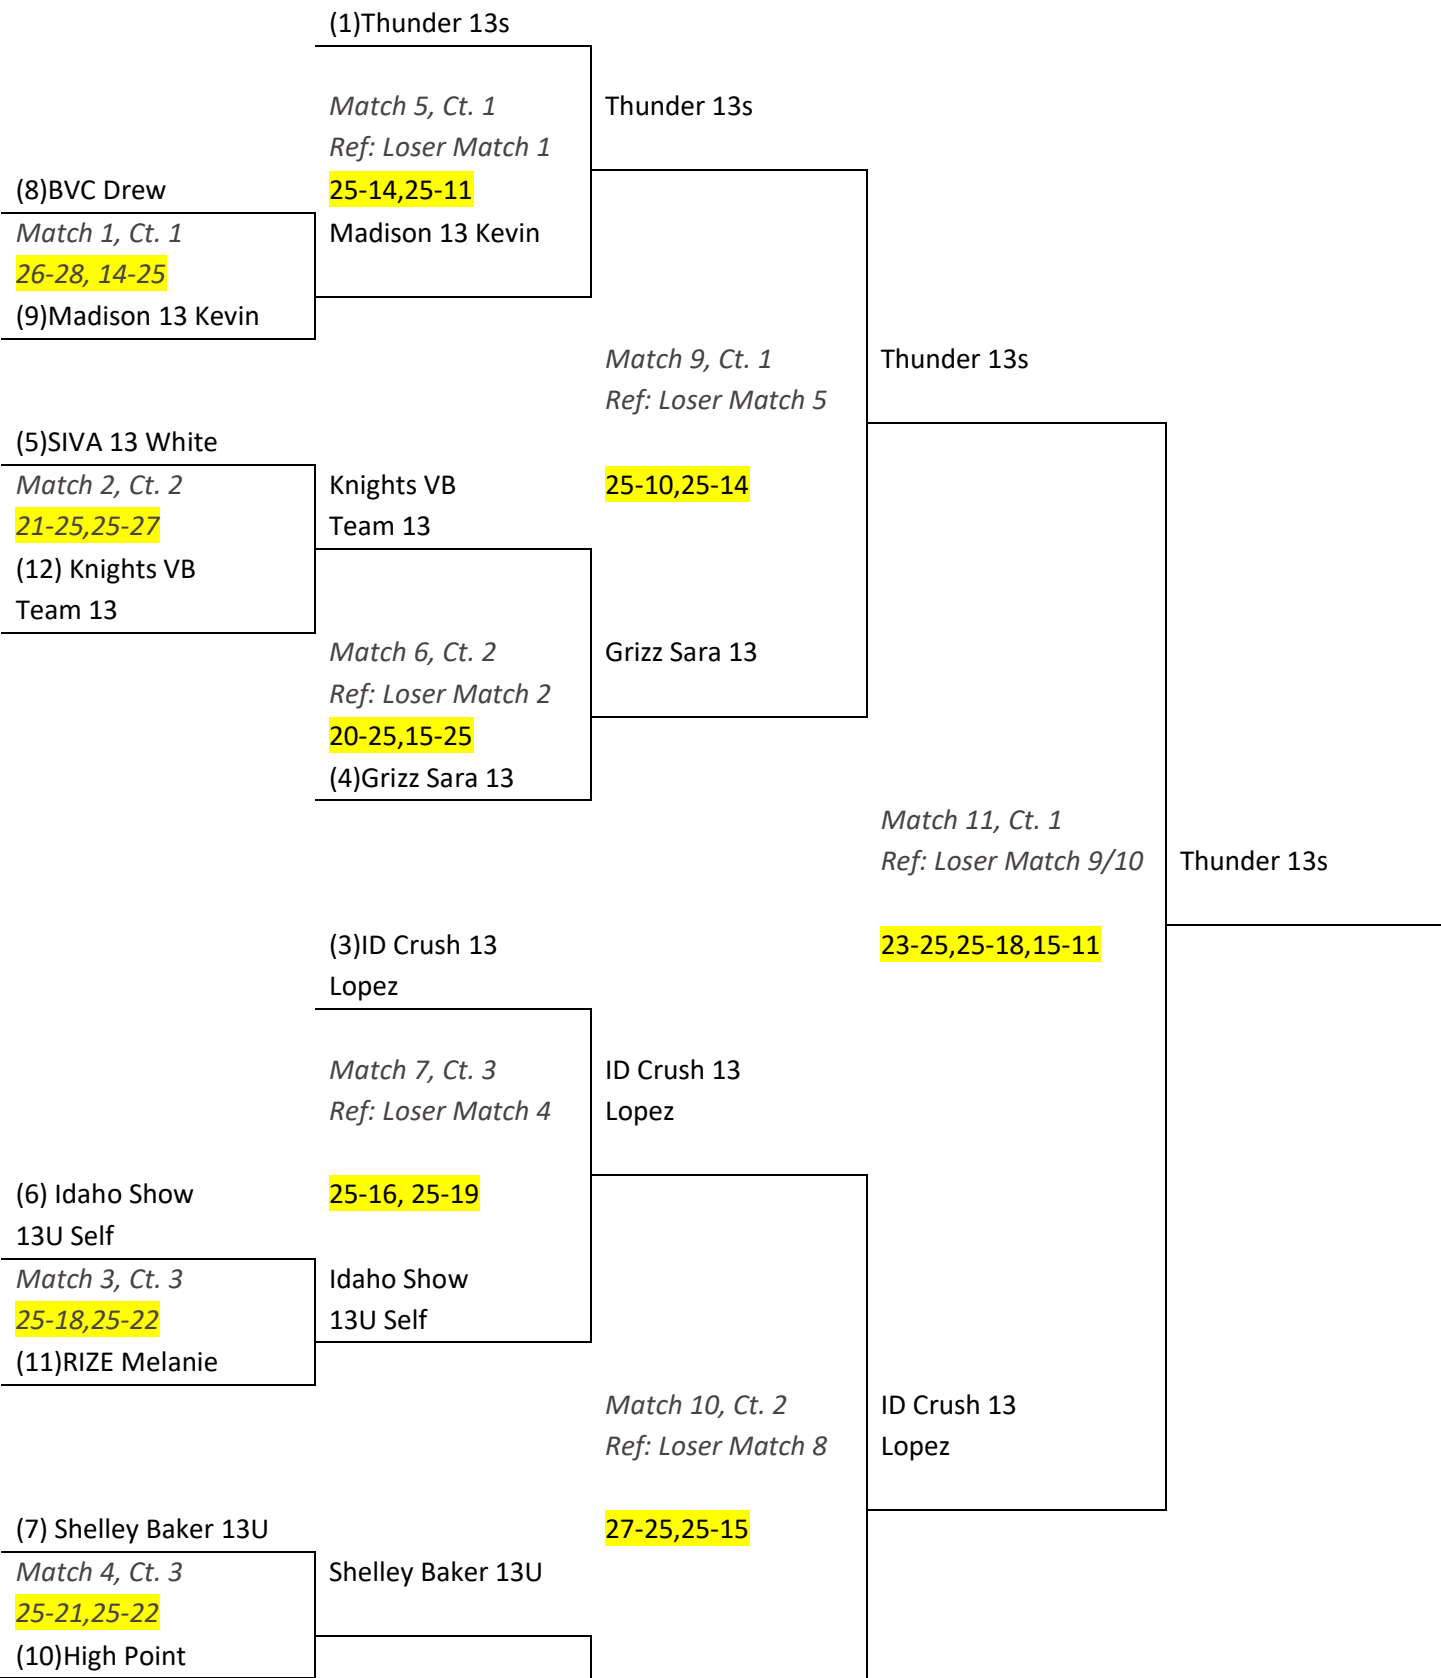 (1)Thunder 13s
Match 5, Ct. 1
Ref: Loser Match 1
25-14,25-11
Madison 13 Kevin
Thunder 13s
(8)BVC Drew
Match 1, Ct. 1
26-28, 14-25
(9)Madison 13 Kevin
Match 9, Ct. 1
Ref: Loser Match 5
25-10,25-14
Thunder 13s
(5)SIVA 13 White
Match 2, Ct. 2
21-25,25-27
(12) Knights VB
Team 13
Knights VB
Team 13
Match 6, Ct. 2
Ref: Loser Match 2
20-25,15-25
(4)Grizz Sara 13
Grizz Sara 13
Match 11, Ct. 1
Ref: Loser Match 9/10
23-25,25-18,15-11
Thunder 13s
(3)ID Crush 13
Lopez
Match 7, Ct. 3
Ref: Loser Match 4
25-16, 25-19
ID Crush 13
Lopez
(6) Idaho Show
13U Self
Match 3, Ct. 3
25-18,25-22
(11)RIZE Melanie
Idaho Show
13U Self
Match 10, Ct. 2
Ref: Loser Match 8
27-25,25-15
ID Crush 13
Lopez
(7) Shelley Baker 13U
Match 4, Ct. 3
25-21,25-22
(10)High Point
Shelley Baker 13U